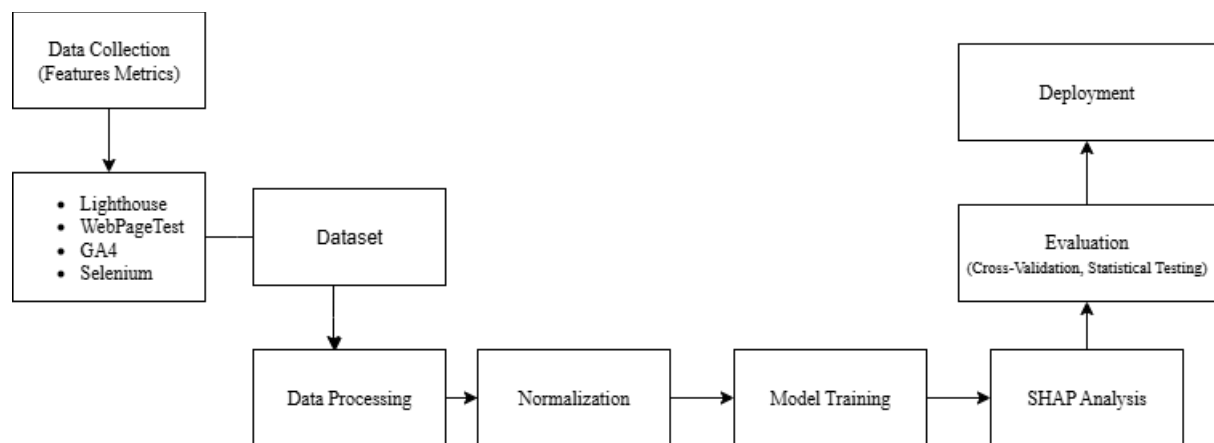 Data Collection
(Features Metrics)
• Lighthouse
• WebPageTest
• GA4
• Selenium
Dataset
Data Processing
Normalization
Model Training
SHAP Analysis
Evaluation
(Cross-Validation, Statistical Testing)
Deployment